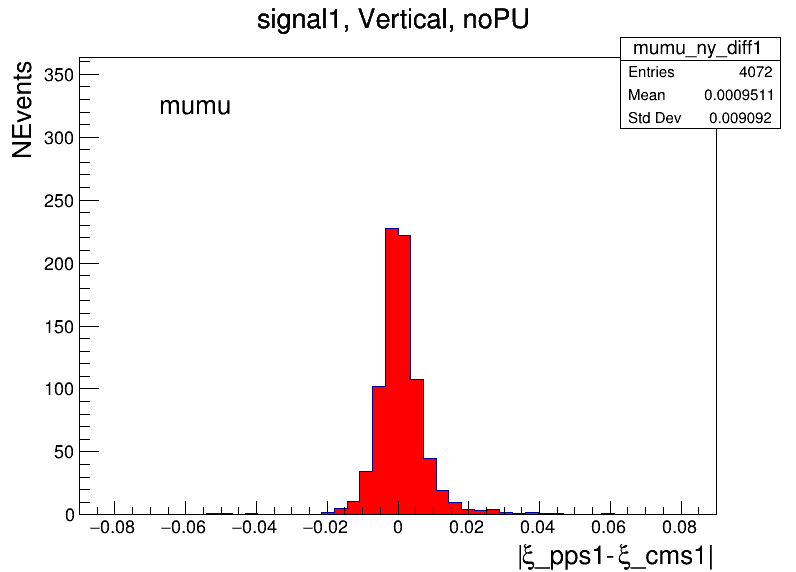 signal1, Vertical, noPU
mumu_ny_diff1
Entries 4072
Mean 0.0009511
Std Dev 0.009092
NEvents
mumu
350
300
250
200
150
100
50
0
−0.08 −0.06 −0.04 −0.02 0 0.02 0.04 0.06 0.08
|ξ_pps1-ξ_cms1|